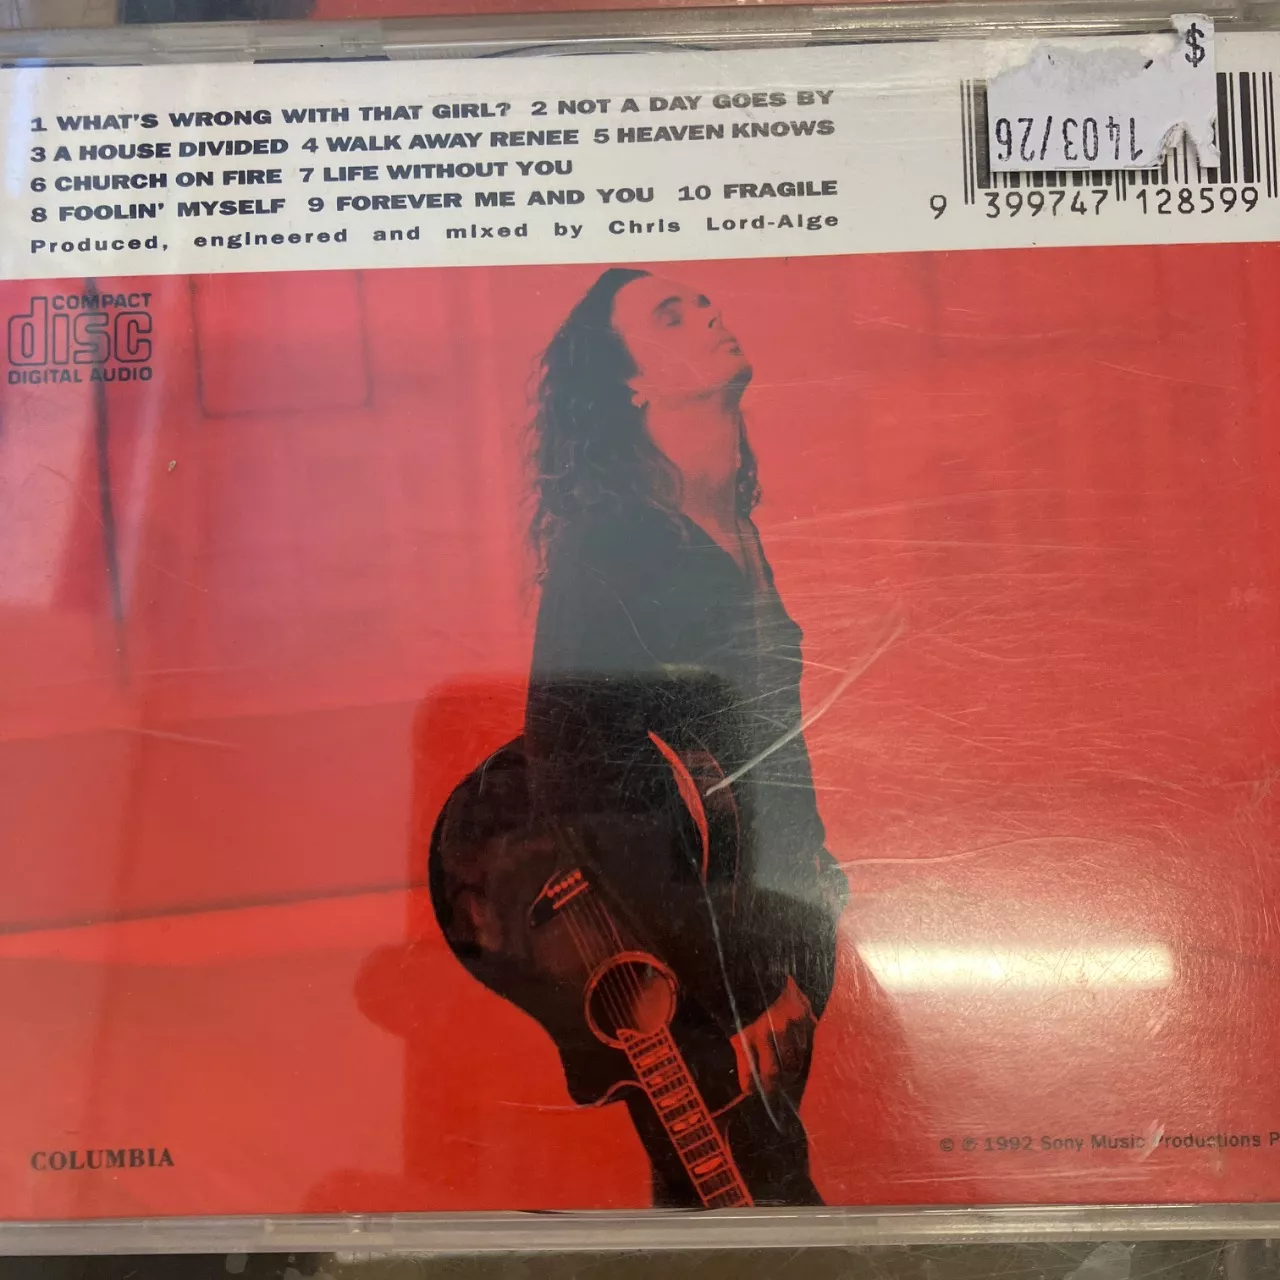 1 WHAT'S WRONG WITH THAT GIRL? 2 NOT A DAY GOES BY
3 A HOUSE DIVIDED 4 WALK AWAY RENEE 5 HEAVEN KNOWS
6 CHURCH ON FIRE 7 LIFE WITHOUT YOU
8 FOOLIN' MYSELF 9 FOREVER ME AND YOU 10 FRAGILE
Produced, engineered and mixed by Chris Lord-Alge
$
1403/26
9 399747 128599
COMPACT
disc
DIGITAL AUDIO
COLUMBIA
© ℗ 1992 Sony Music Productions P